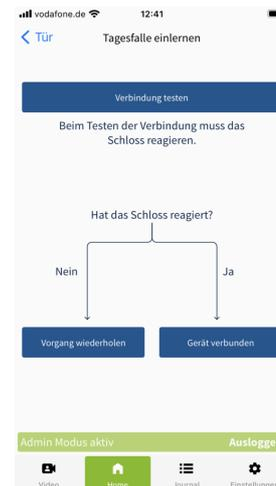 vodafone.de 12:41
Tür Tagesfalle einlernen
Verbindung testen
Beim Testen der Verbindung muss das
Schloss reagieren.
Hat das Schloss reagiert?
Nein Ja
Vorgang wiederholen Gerät verbunden
Admin Modus aktiv Auslogge
Video Home Journal Einstellungen